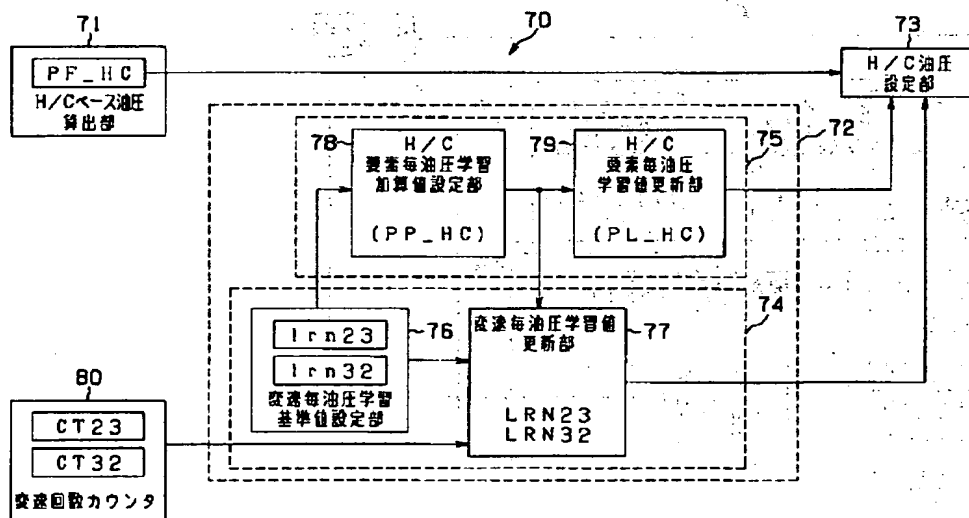 70
71
PF_HC
H/Cベース油圧
算出部
73
H/C油圧
設定部
72
75
78
H/C
要素毎油圧学習
加算値設定部
(PP_HC)
79
H/C
要素毎油圧
学習値更新部
(PL_HC)
74
76
lrn23
lrn32
変速毎油圧学習
基準値設定部
77
変速毎油圧学習値
更新部
LRN23
LRN32
80
CT23
CT32
変速回数カウンタ